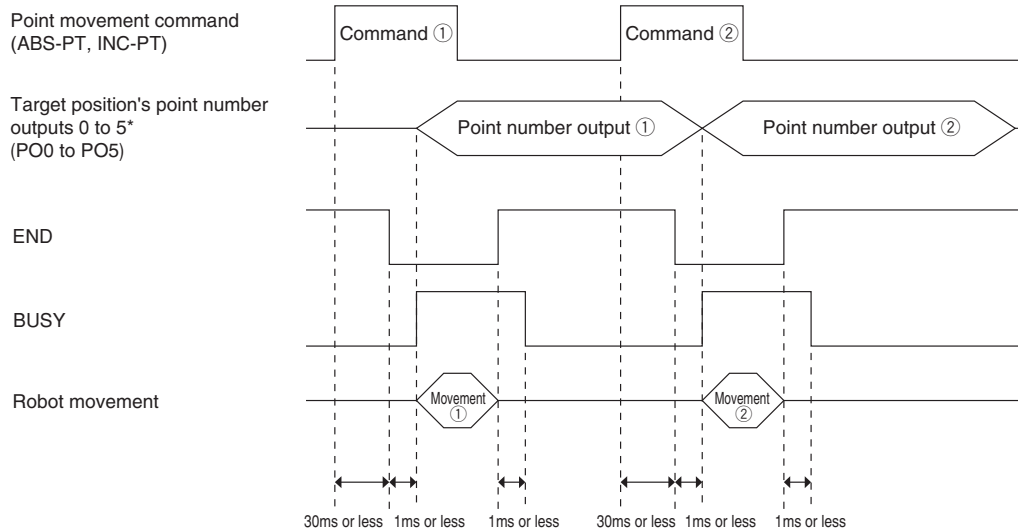 Point movement command
(ABS-PT, INC-PT)
Command ①
Command ②
Target position's point number
outputs 0 to 5*
(PO0 to PO5)
Point number output ①
Point number output ②
END
BUSY
Robot movement
Movement
①
Movement
②
30ms or less
1ms or less
1ms or less
30ms or less
1ms or less
1ms or less